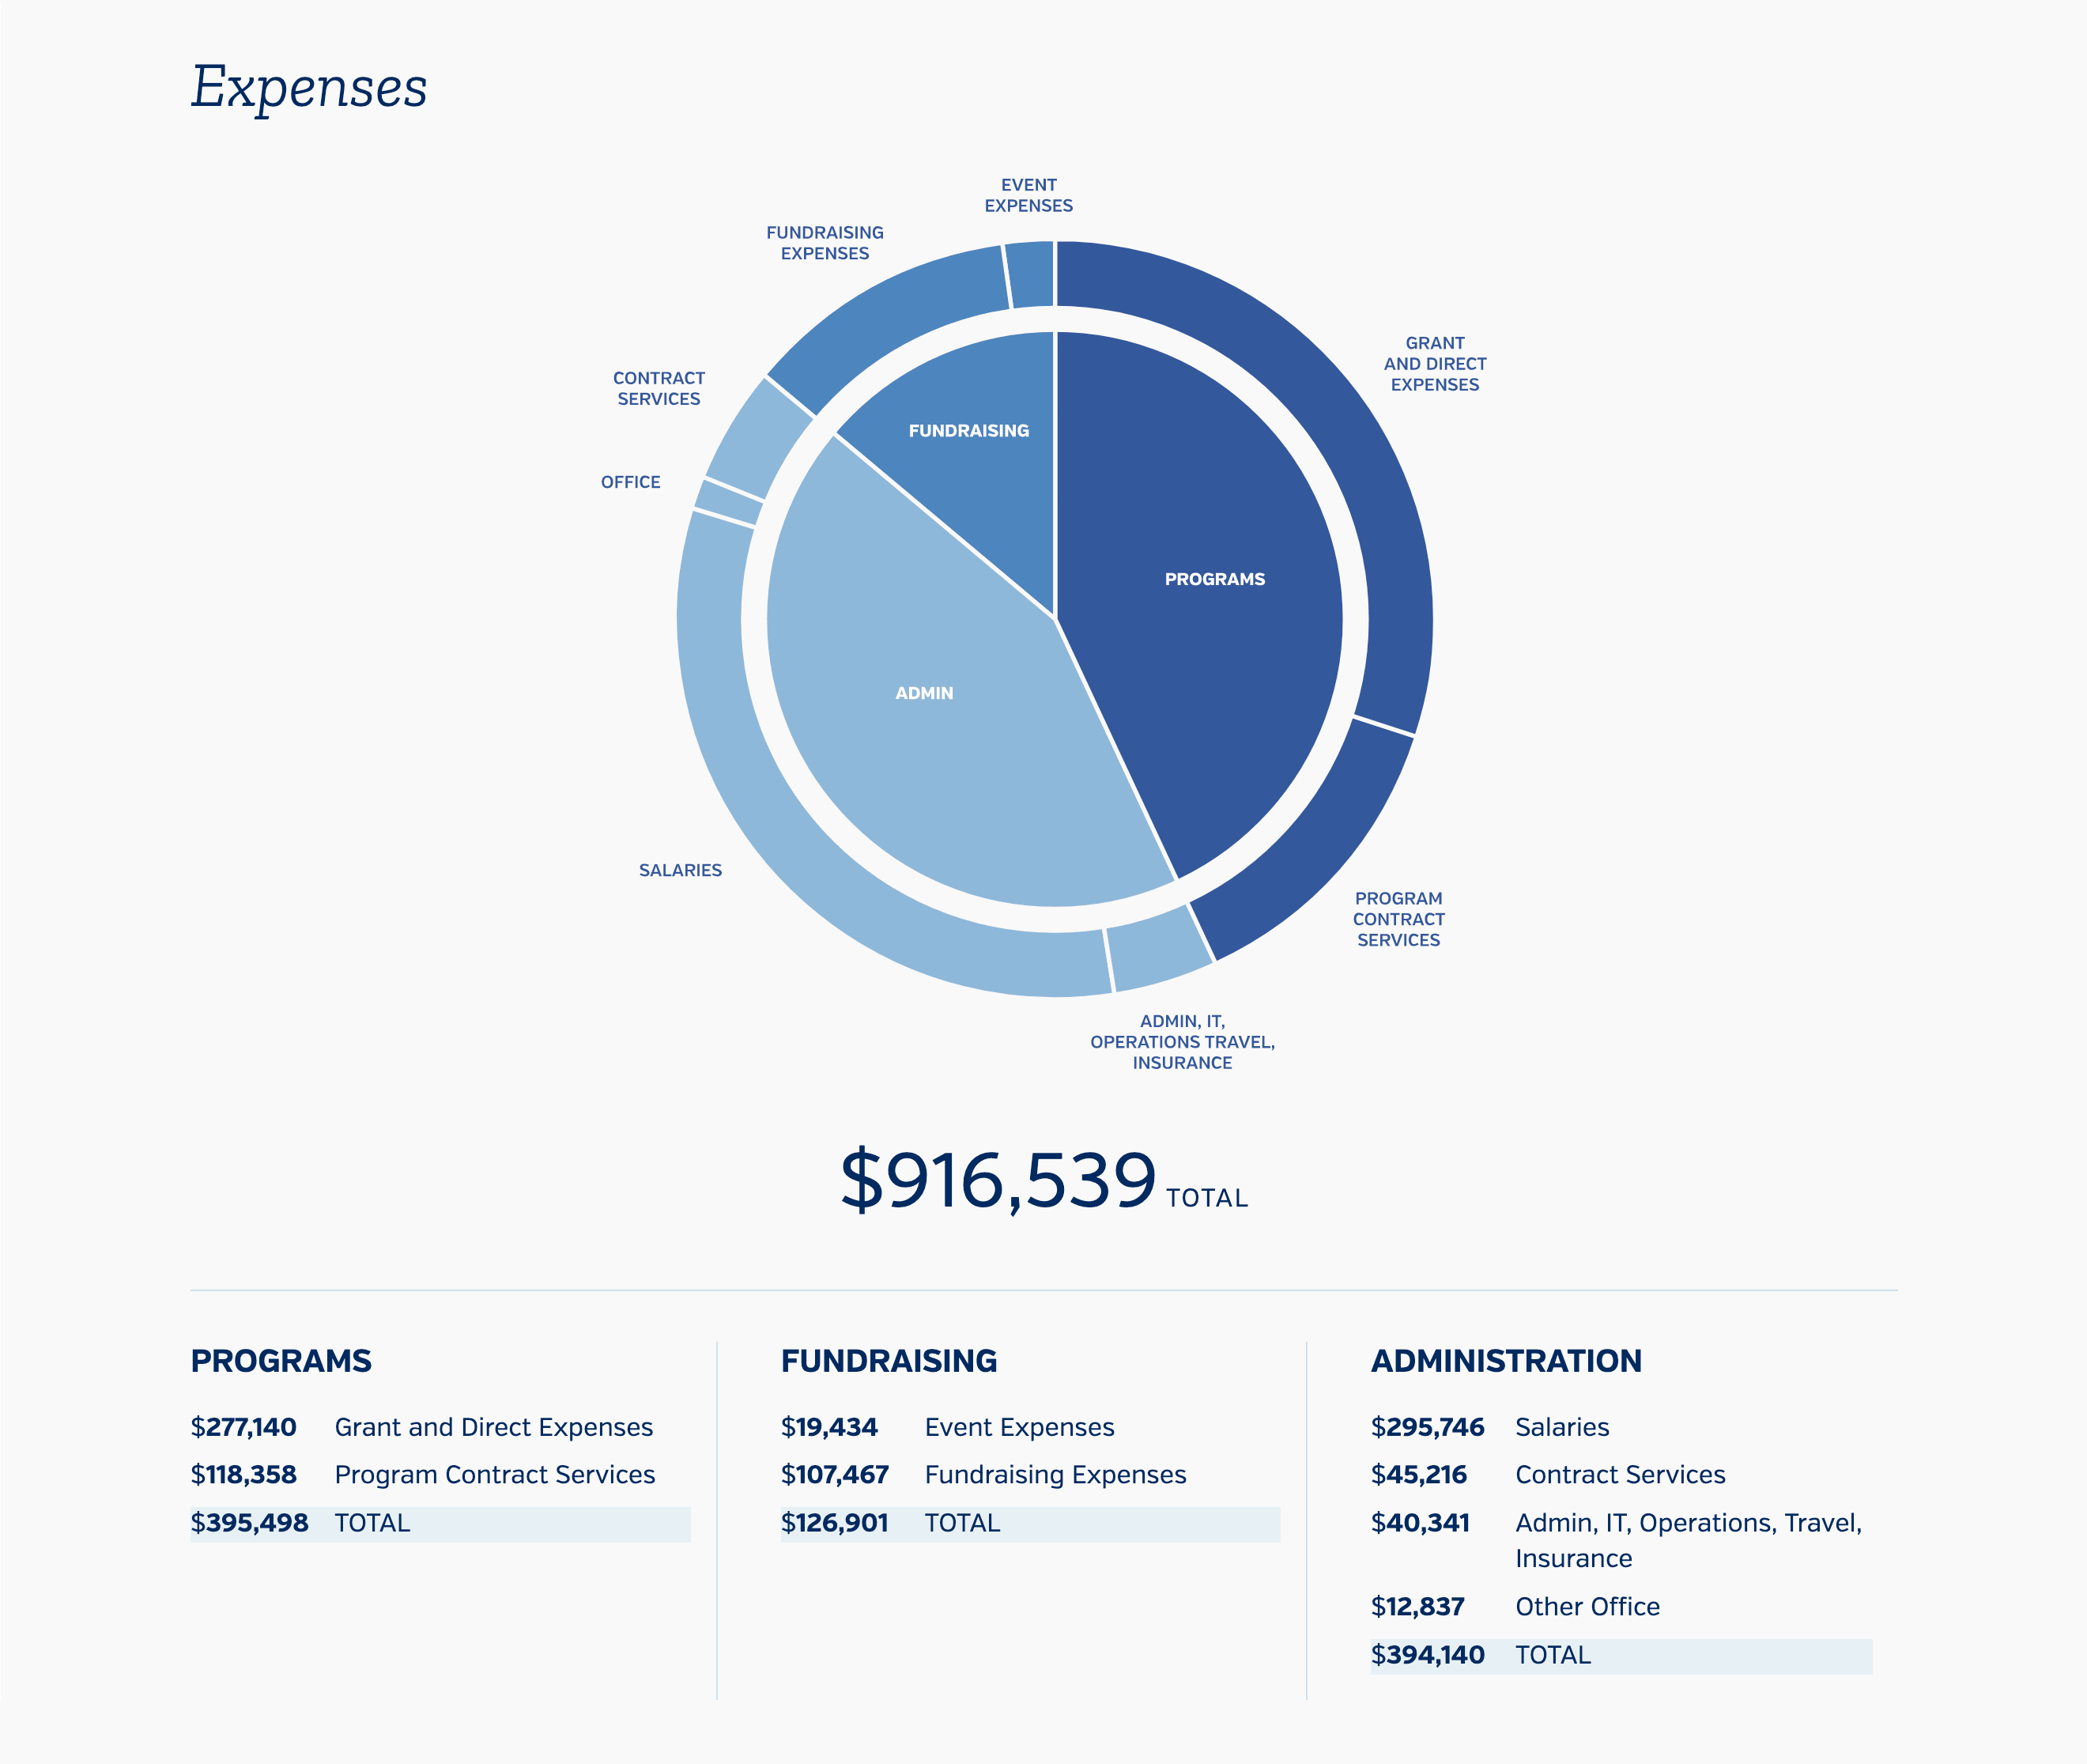 Expenses
EVENT
EXPENSES
FUNDRAISING
EXPENSES
GRANT
AND DIRECT
EXPENSES
CONTRACT
SERVICES
FUNDRAISING
OFFICE
PROGRAMS
ADMIN
SALARIES
PROGRAM
CONTRACT
SERVICES
ADMIN, IT,
OPERATIONS TRAVEL,
INSURANCE
$916,539 TOTAL
PROGRAMS
$277,140 Grant and Direct Expenses
$118,358 Program Contract Services
$395,498 TOTAL
FUNDRAISING
$19,434 Event Expenses
$107,467 Fundraising Expenses
$126,901 TOTAL
ADMINISTRATION
$295,746 Salaries
$45,216 Contract Services
$40,341 Admin, IT, Operations, Travel,
Insurance
$12,837 Other Office
$394,140 TOTAL